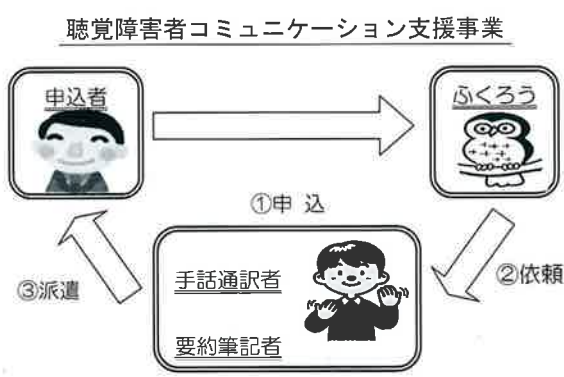 聴覚障害者コミュニケーション支援事業
申込者
ふくろう
①申 込
手話通訳者
②依頼
③派遣
要約筆記者